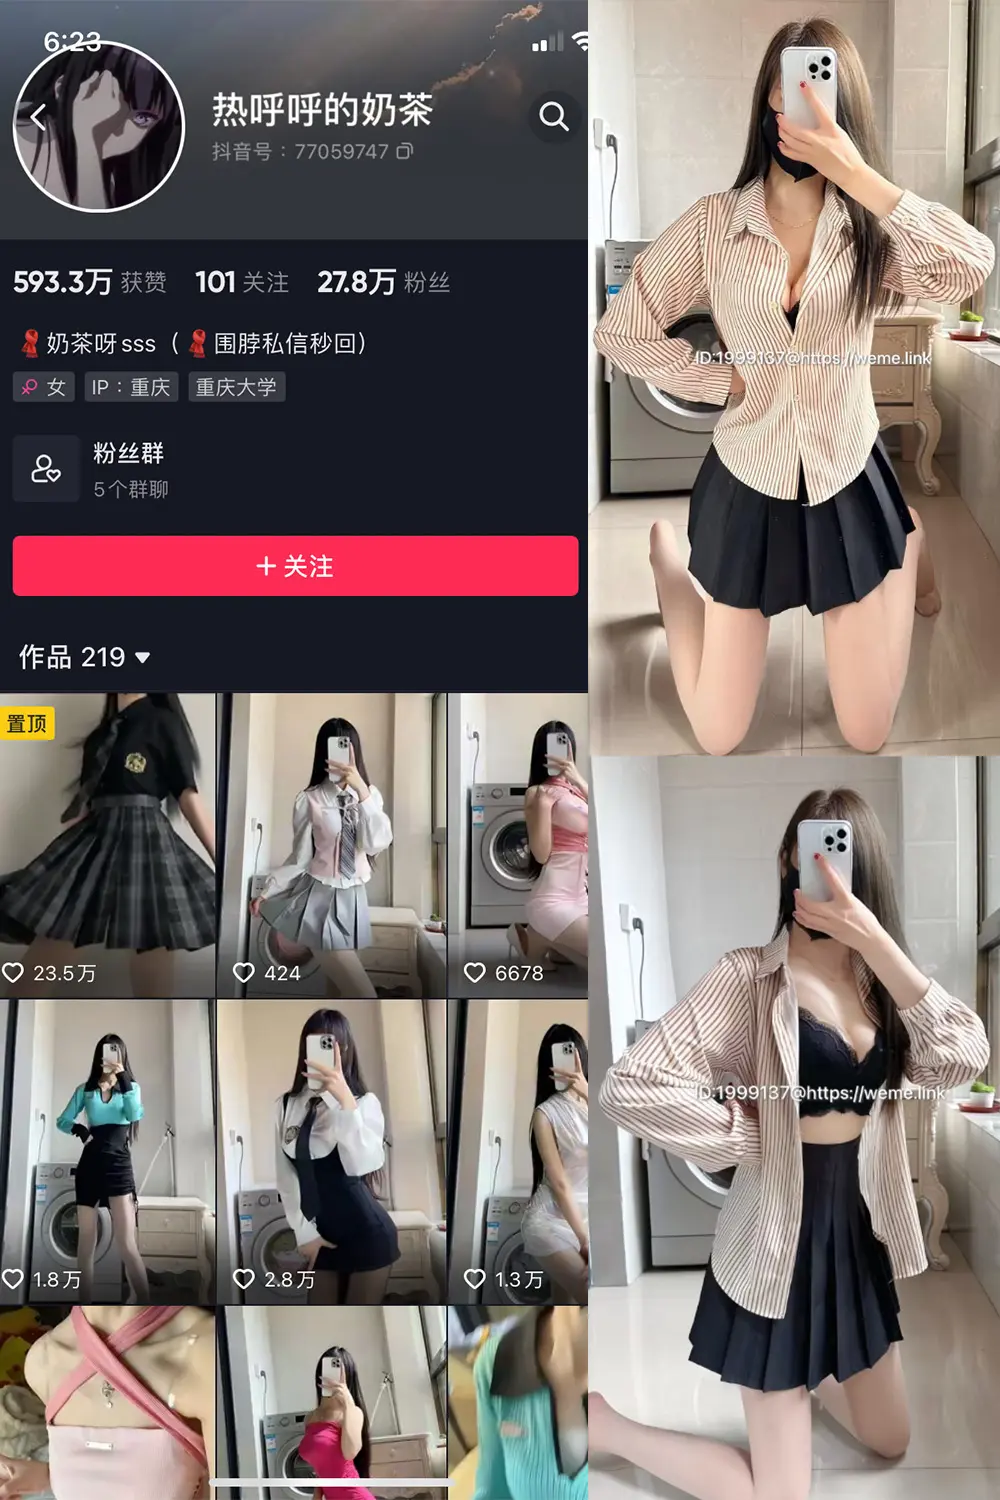 6:23
热呼呼的奶茶
抖音号：77059747
593.3万 获赞 101 关注 27.8万 粉丝
奶茶呀sss（围脖私信秒回）
女 IP：重庆 重庆大学
粉丝群
5个群聊
+ 关注
作品 219
置顶
23.5万 424 6678
1.8万 2.8万 1.3万
ID:1999137@https://weme.link
ID:1999137@https://weme.link